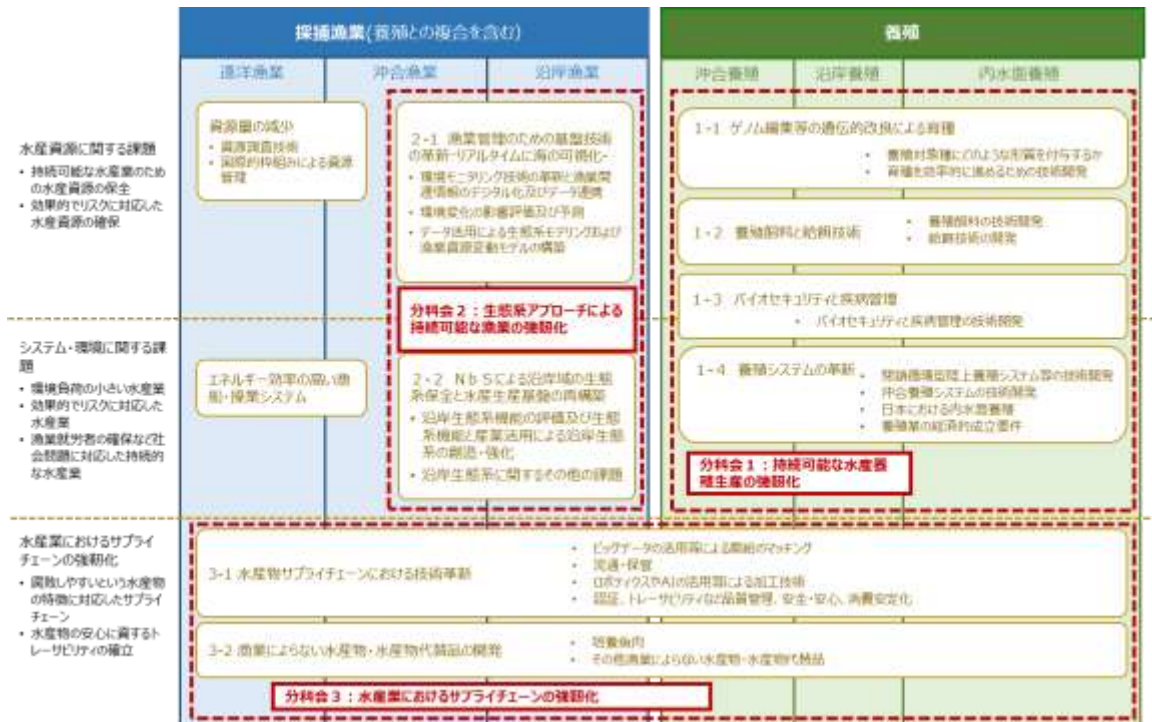 採捕漁業(養殖との複合を含む)
養殖
遠洋漁業
沖合漁業
沿岸漁業
沖合養殖
沿岸養殖
内水面養殖
水産資源に関する課題
• 持続可能な水産業のため
の水産資源の保全
• 効果的でリスクに対応した
水産資源の確保
資源量の減少
• 資源調査技術
• 国際的枠組みによる資源
管理
2-1 漁業管理のための基盤技術
の革新-リアルタイムに海の可視化-
• 環境モニタリング技術の革新と漁業関
連情報のデジタル化及びデータ連携
• 環境変化の影響評価及び予測
• データ活用による生態系モデリングおよび
漁業資源変動モデルの構築
1-1 ゲノム編集等の遺伝的改良による育種
• 養殖対象種にどのような形質を付与するか
• 育種を効率的に進めるための技術開発
1-2 養殖飼料と給餌技術
• 養殖飼料の技術開発
• 給餌技術の開発
1-3 バイオセキュリティと疾病管理
• バイオセキュリティと疾病管理の技術開発
分科会2：生態系アプローチによる
持続可能な漁業の強靭化
システム・環境に関する課
題
• 環境負荷の小さい水産業
• 効果的でリスクに対応した
水産業
• 漁業就労者の確保など社
会問題に対応した持続的
な水産業
エネルギー効率の高い漁
船・操業システム
2-2 NbSによる沿岸域の生態
系保全と水産生産基盤の再構築
• 沿岸生態系機能の評価及び生態
系機能と産業活用による沿岸生態
系の創造・強化
• 沿岸生態系に関するその他の課題
1-4 養殖システムの革新
• 閉鎖循環型陸上養殖システム等の技術開発
• 沖合養殖システムの技術開発
• 日本における内水面養殖
• 養殖業の経済的成立要件
分科会1：持続可能な水産養
殖生産の強靭化
水産業におけるサプライ
チェーンの強靭化
• 腐敗しやすいという水産物
の特徴に対応したサプライ
チェーン
• 水産物の安心に資するト
レーサビリティの確立
3-1 水産物サプライチェーンにおける技術革新
• ビッグデータの活用等による需給のマッチング
• 流通・保管
• ロボティクスやAIの活用等による加工技術
• 認証、トレーサビリティなど品質管理、安全・安心、消費安定化
3-2 漁業によらない水産物・水産物代替品の開発
• 培養魚肉
• その他漁業によらない水産物・水産物代替品
分科会3：水産業におけるサプライチェーンの強靭化